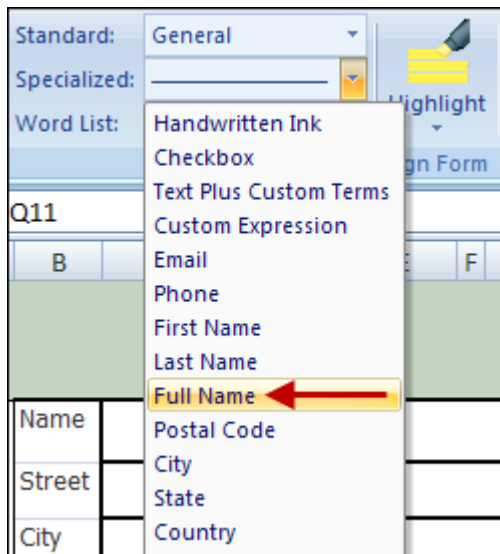 Standard: General
Specialized:
Highlight
Word List:
Handwritten Ink
Checkbox
gn Form
Text Plus Custom Terms
Q11
Custom Expression
B F
Email
Phone
First Name
Last Name
Full Name
Name
Postal Code
City
Street
State
City
Country